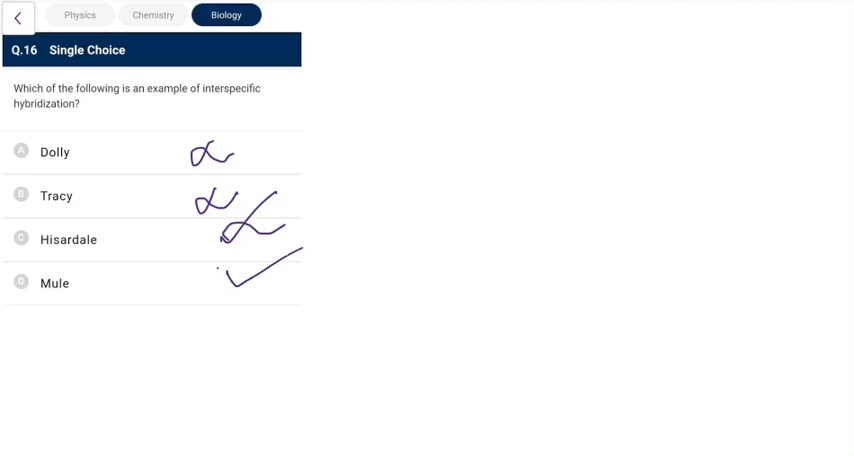 Physics Chemistry Biology
Q.16 Single Choice
Which of the following is an example of interspecific
hybridization?
A Dolly
B Tracy
C Hisardale
D Mule